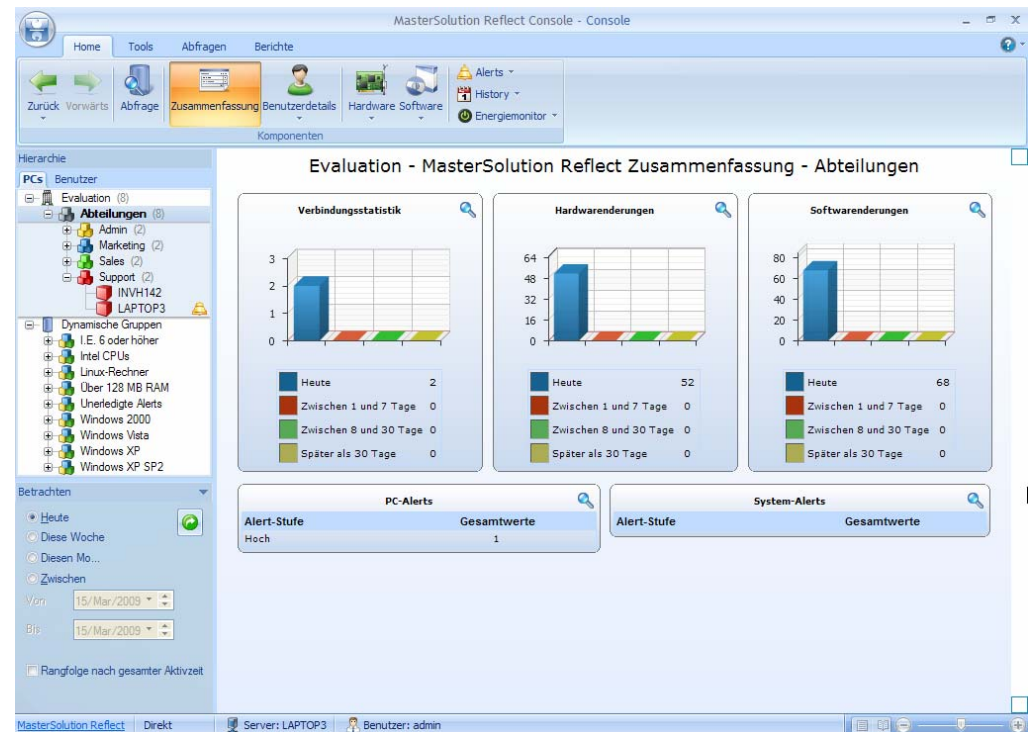 MasterSolution Reflect Console - Console
Home Tools Abfragen Berichte
Zurück Vorwärts Abfrage Zusammenfassung Benutzerdetails Hardware Software
Alerts
History
Energiemonitor
Komponenten
Hierarchie
PCs Benutzer
Evaluation (8)
Abteilungen (8)
Admin (2)
Marketing (2)
Sales (2)
Support (2)
INVH142
LAPTOP3
Dynamische Gruppen
I.E. 6 oder höher
Intel CPUs
Linux-Rechner
Über 128 MB RAM
Unerledigte Alerts
Windows 2000
Windows Vista
Windows XP
Windows XP SP2
Betrachten
Heute
Diese Woche
Diesen Mo...
Zwischen
Von 15/Mar/2009
Bis 15/Mar/2009
Rangfolge nach gesamter Aktivzeit
Evaluation - MasterSolution Reflect Zusammenfassung - Abteilungen
Verbindungsstatistik
3
2
1
0
Heute 2
Zwischen 1 und 7 Tage 0
Zwischen 8 und 30 Tage 0
Später als 30 Tage 0
Hardwarenderungen
64
48
32
16
0
Heute 52
Zwischen 1 und 7 Tage 0
Zwischen 8 und 30 Tage 0
Später als 30 Tage 0
Softwarenderungen
80
60
40
20
0
Heute 68
Zwischen 1 und 7 Tage 0
Zwischen 8 und 30 Tage 0
Später als 30 Tage 0
PC-Alerts
Alert-Stufe Gesamtwerte
Hoch 1
System-Alerts
Alert-Stufe Gesamtwerte
MasterSolution Reflect Direkt Server: LAPTOP3 Benutzer: admin